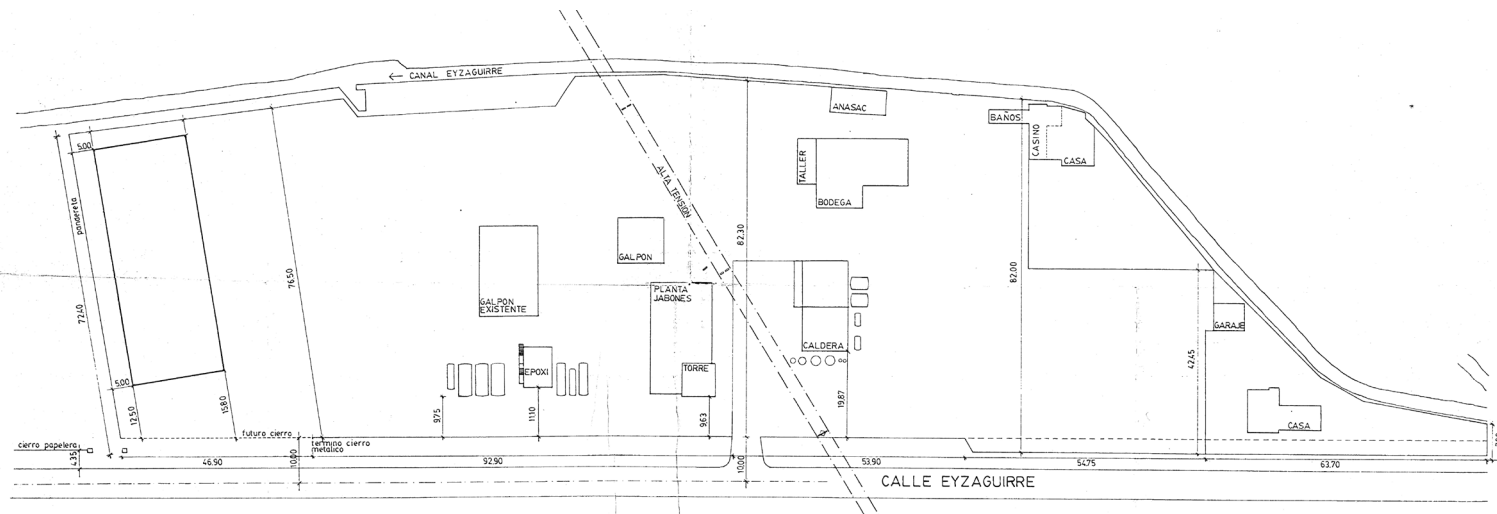 ← CANAL EYZAGUIRRE
ANASAC
BAÑOS
CASINO
CASA
TALLER
BODEGA
ALTA TENSION
5.00
pandereta
72.40
76.50
82.30
82.00
GALPON
GALPON
EXISTENTE
PLANTA
JABONES
GARAJE
CALDERA
EPOXI
TORRE
42.45
5.00
12.50
15.80
9.75
11.10
9.63
19.87
CASA
futuro cierro
cierro papelera
termino cierro
metalico
4.35
46.90
10.00
92.90
10.00
53.90
54.75
63.70
CALLE EYZAGUIRRE